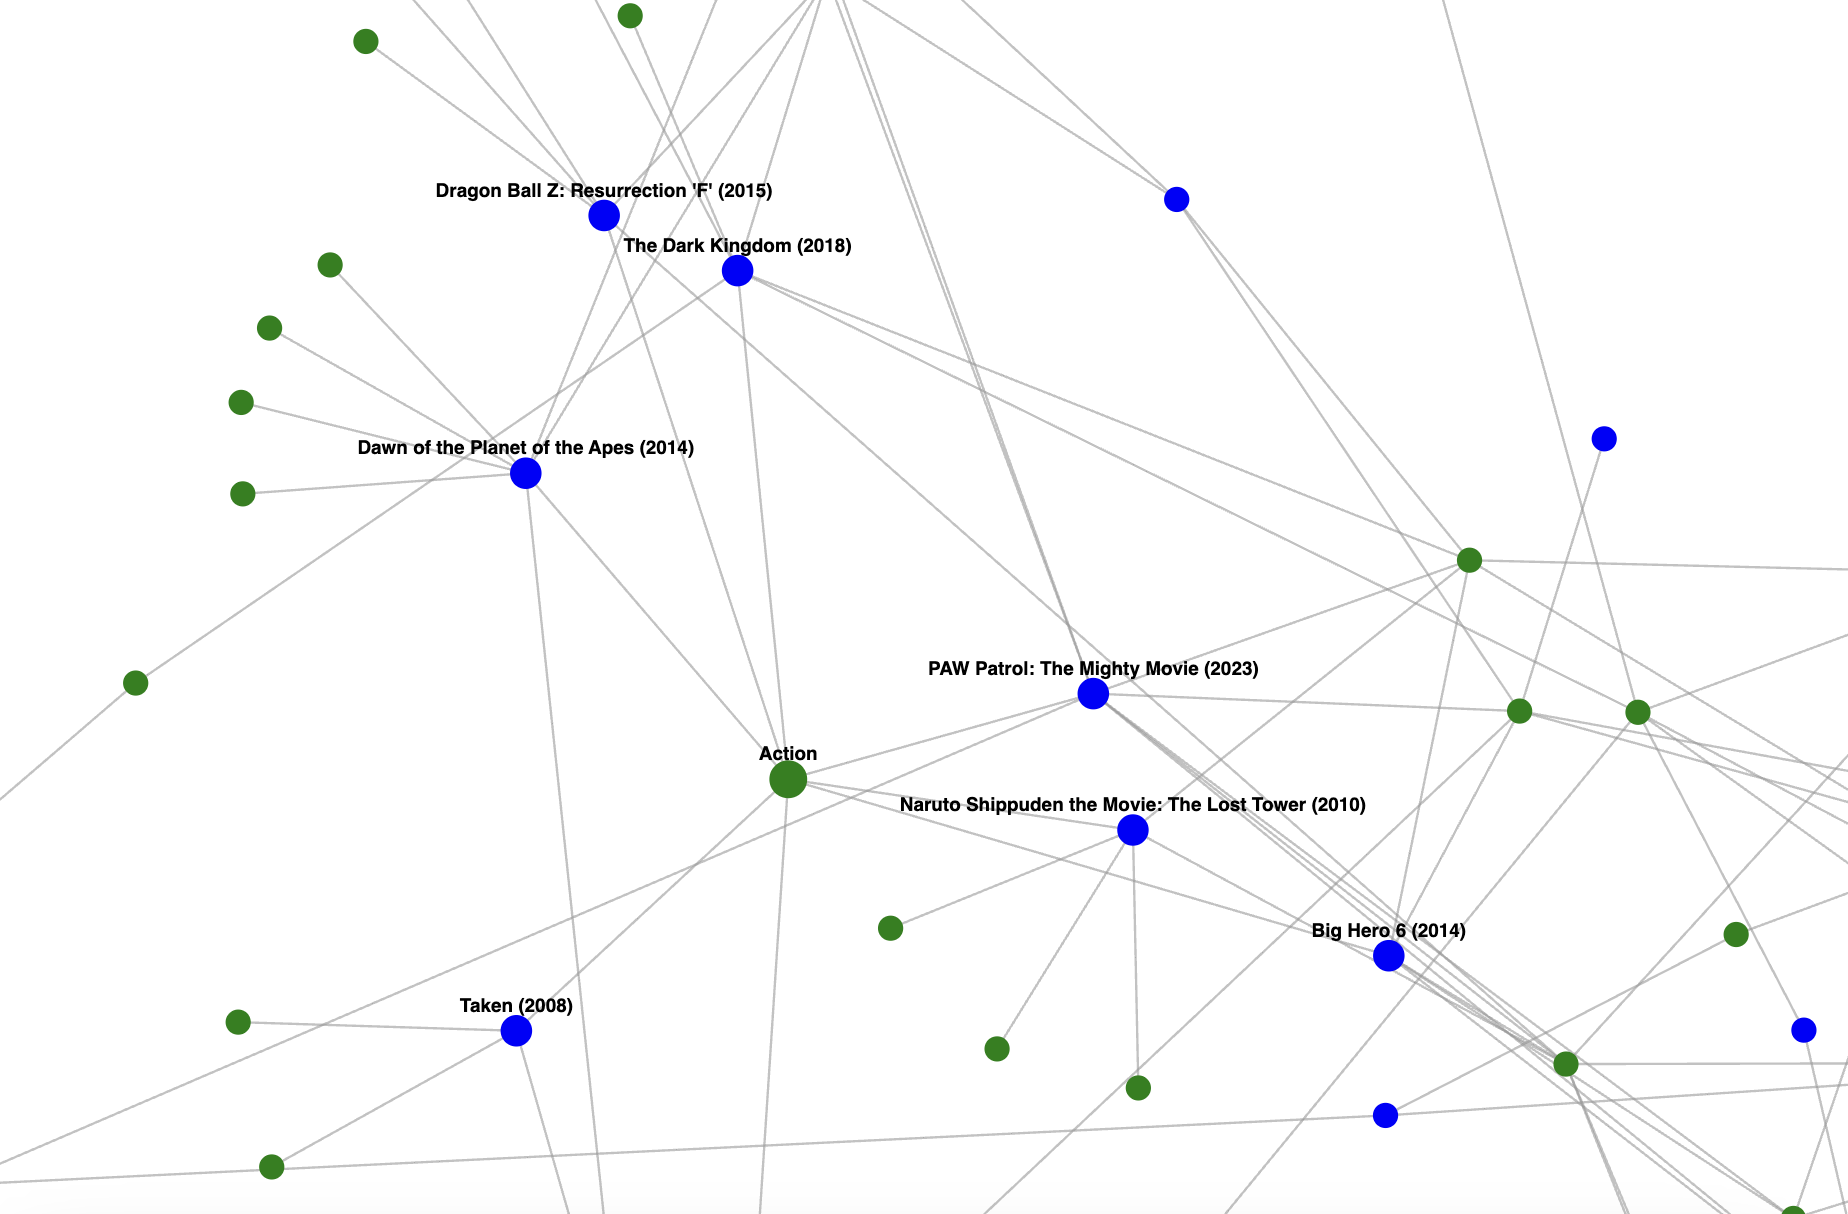 Dragon Ball Z: Resurrection 'F' (2015)
The Dark Kingdom (2018)
Dawn of the Planet of the Apes (2014)
PAW Patrol: The Mighty Movie (2023)
Action
Naruto Shippuden the Movie: The Lost Tower (2010)
Big Hero 6 (2014)
Taken (2008)